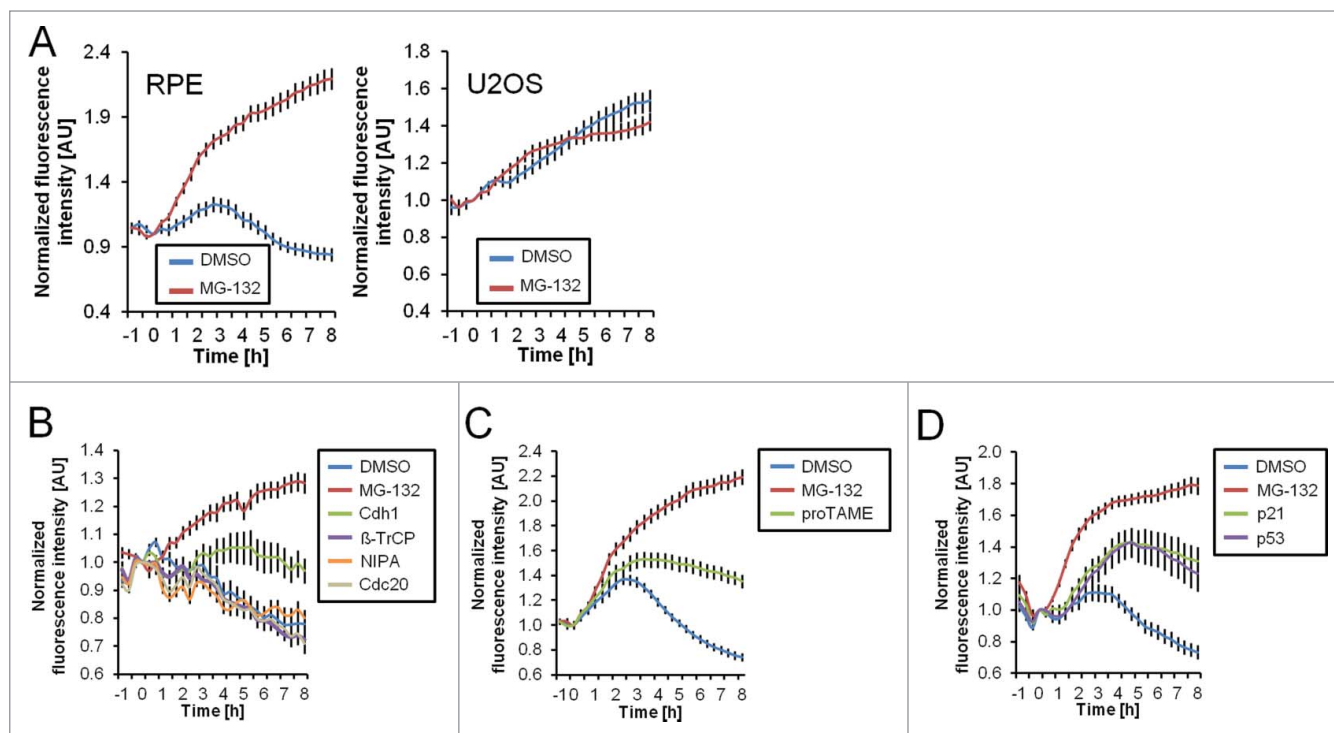 A
RPE
Normalized fluorescence
intensity [AU]
2.4
1.9
1.4
0.9
0.4
DMSO
MG-132
-1 0 1 2 3 4 5 6 7 8
Time [h]
U2OS
Normalized fluorescence
intensity [AU]
1.8
1.6
1.4
1.2
1.0
0.8
0.6
0.4
DMSO
MG-132
-1 0 1 2 3 4 5 6 7 8
Time [h]
B
Normalized
fluorescence intensity [AU]
1.4
1.3
1.2
1.1
1.0
0.9
0.8
0.7
0.6
-1 0 1 2 3 4 5 6 7 8
Time [h]
DMSO
MG-132
Cdh1
ß-TrCP
NIPA
Cdc20
C
Normalized
fluorescence intensity [AU]
2.4
2.2
2.0
1.8
1.6
1.4
1.2
1.0
0.8
0.6
-10 1 2 3 4 5 6 7 8
Time [h]
DMSO
MG-132
proTAME
D
Normalized
fluorescence intensity [AU]
2.0
1.8
1.6
1.4
1.2
1.0
0.8
0.6
-1 0 1 2 3 4 5 6 7 8
Time [h]
DMSO
MG-132
p21
p53